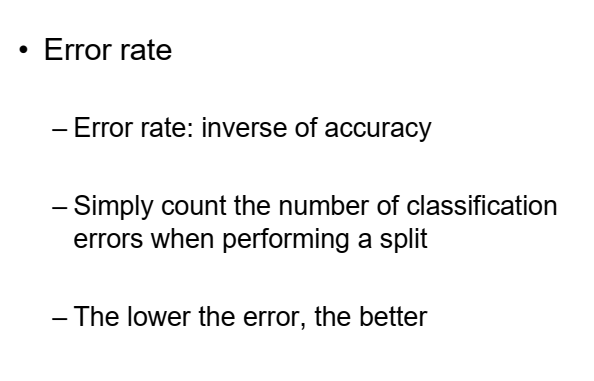 • Error rate
– Error rate: inverse of accuracy
– Simply count the number of classification
errors when performing a split
– The lower the error, the better